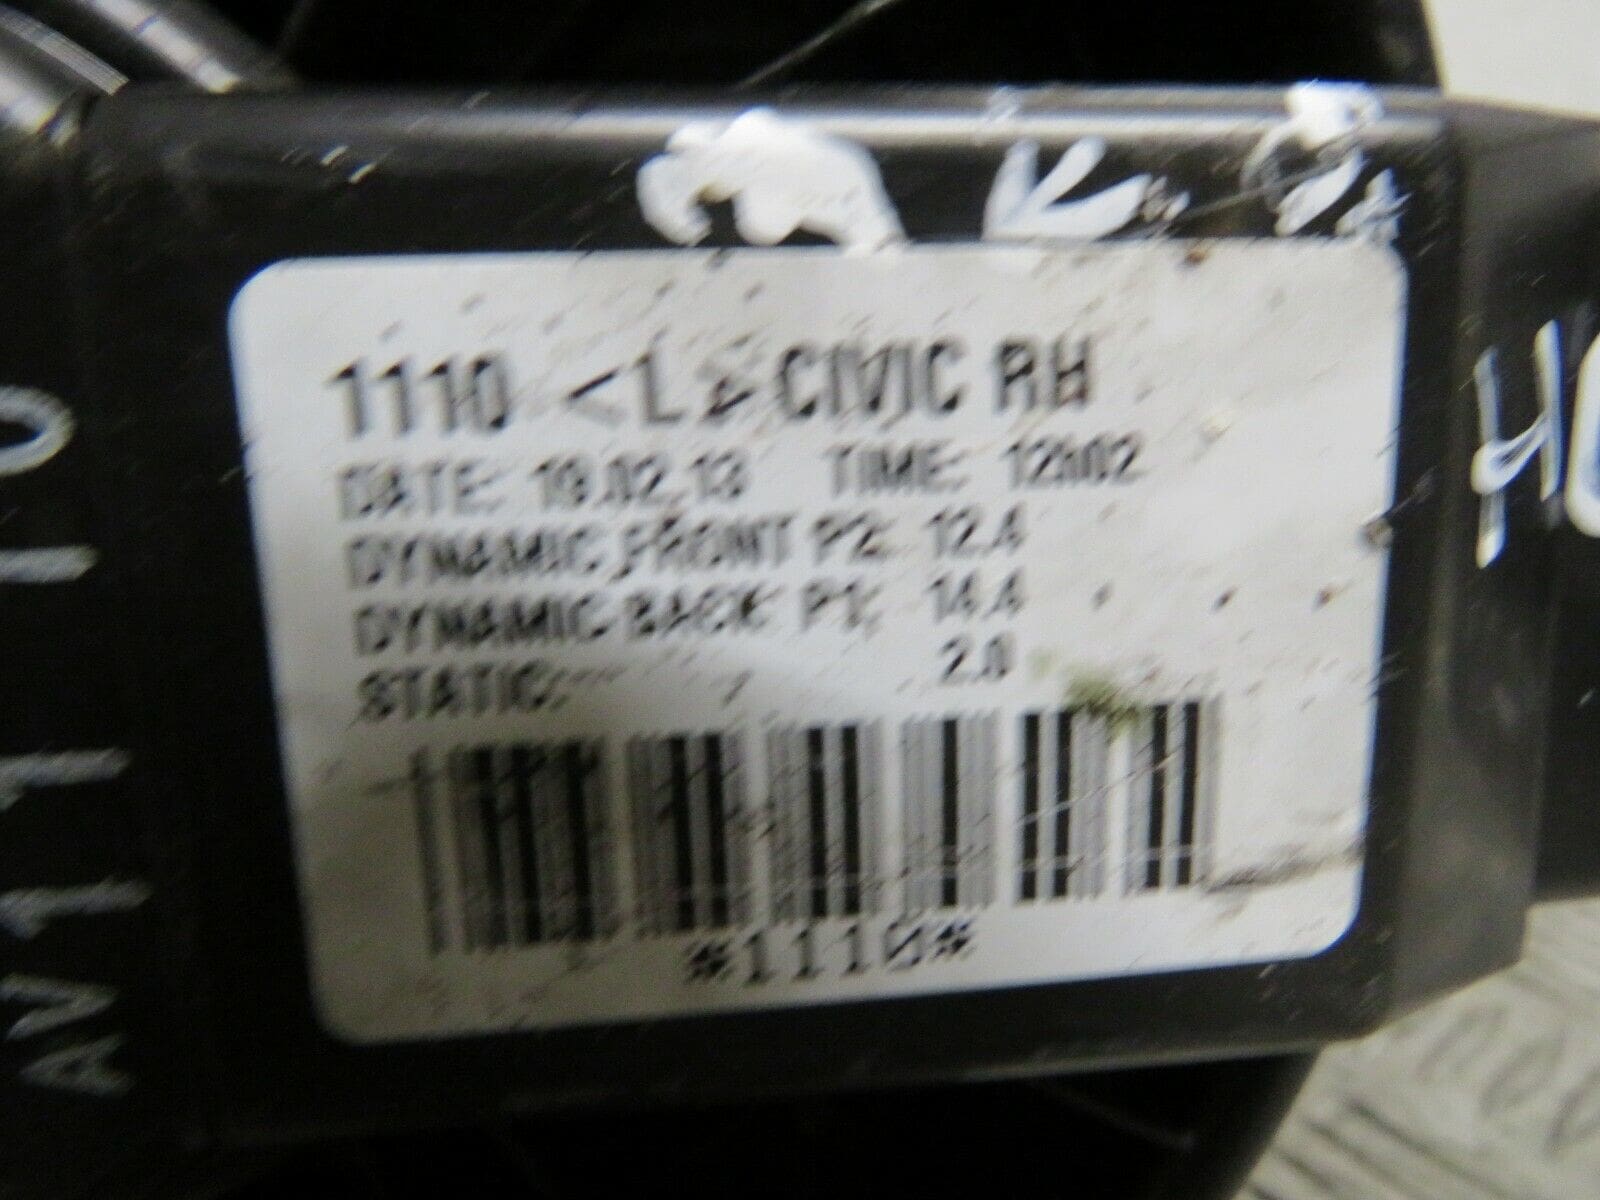 1110 <L> CIVIC RH
DATE: 19.02.13 TIME: 12h02
DYNAMIC FRONT P2: 12.4
DYNAMIC BACK P1: 14.4
STATIC: 2.0
*1110*